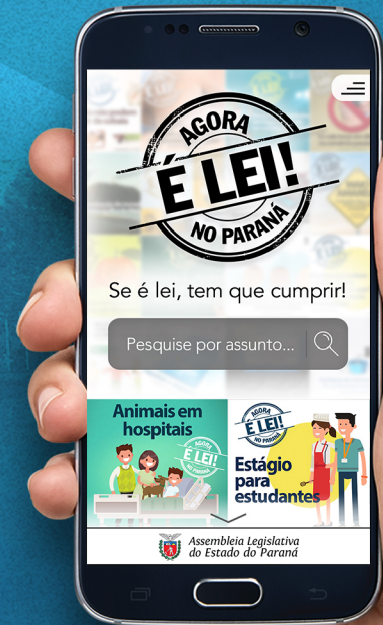 AGORA
É LEI!
NO PARANÁ
Se é lei, tem que cumprir!
Pesquise por assunto...
Animais em
hospitais
AGORA
É LEI!
NO PARANÁ
AGORA
É LEI!
NO PARANÁ
Estágio
para
estudantes
Assembleia Legislativa
do Estado do Paraná